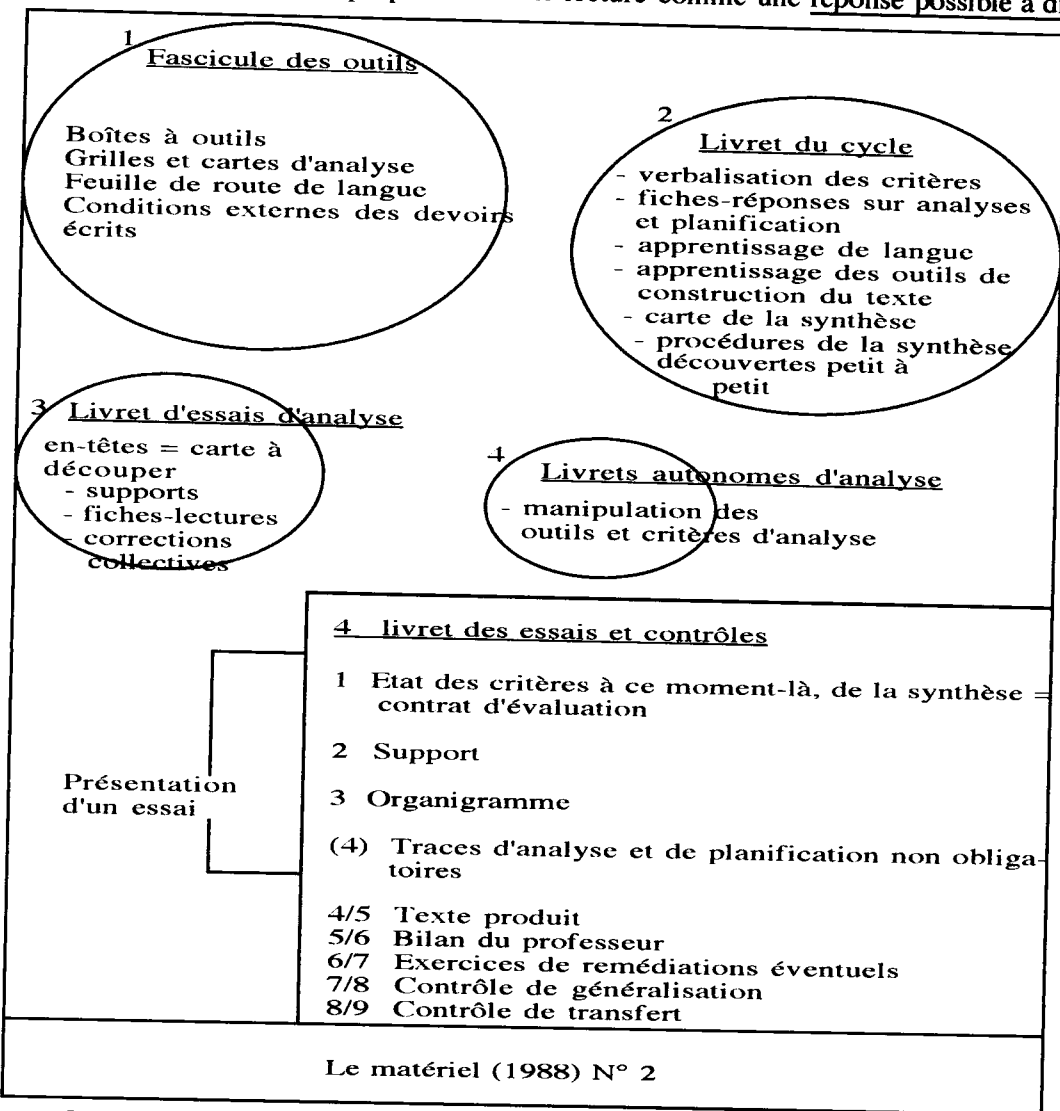 comme une réponse possible à
1
Fascicule des outils
Boîtes à outils
Grilles et cartes d'analyse
Feuille de route de langue
Conditions externes des devoirs
écrits
2
Livret du cycle
- verbalisation des critères
- fiches-réponses sur analyses
et planification
- apprentissage de langue
- apprentissage des outils de
construction du texte
- carte de la synthèse
- procédures de la synthèse
découvertes petit à
petit
3 Livret d'essais d'analyse
en-têtes = carte à
découper
- supports
- fiches-lectures
- corrections
collectives
4
Livrets autonomes d'analyse
- manipulation des
outils et critères d'analyse
Présentation
d'un essai
4 livret des essais et contrôles
1 Etat des critères à ce moment-là, de la synthèse =
contrat d'évaluation
2 Support
3 Organigramme
(4) Traces d'analyse et de planification non obliga-
toires
4/5 Texte produit
5/6 Bilan du professeur
6/7 Exercices de remédiations éventuels
7/8 Contrôle de généralisation
8/9 Contrôle de transfert
Le matériel (1988) N° 2